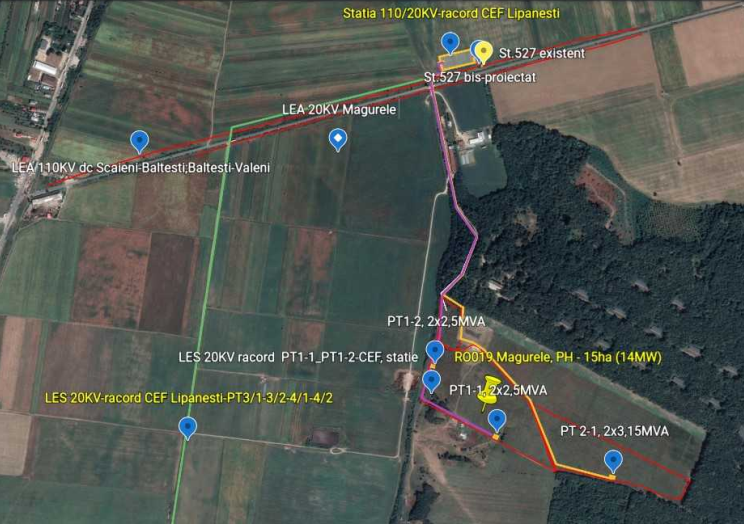 Statia 110/20KV-racord CEF Lipanesti
St.527 existent
St.527 bis-proiectat
LEA 20KV Magurele
LEA 110KV dc Scaieni-Baltesti;Baltesti-Valeni
PT1-2, 2x2,5MVA
LES 20KV racord PT1-1_PT1-2-CEF, statie
RO019 Magurele, PH - 15ha (14MW)
PT1-1, 2x2,5MVA
LES 20KV-racord CEF Lipanesti-PT3/1-3/2-4/1-4/2
PT 2-1, 2x3,15MVA